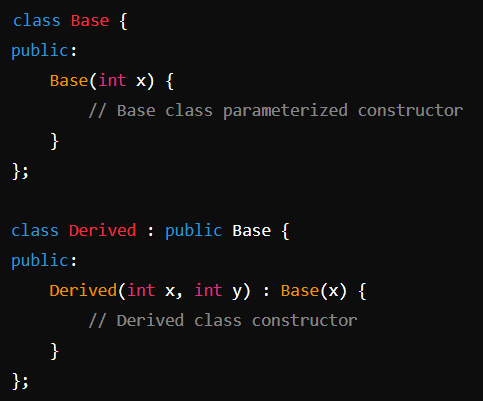 class Base {
public:
    Base(int x) {
        // Base class parameterized constructor
    }
};

class Derived : public Base {
public:
    Derived(int x, int y) : Base(x) {
        // Derived class constructor
    }
};